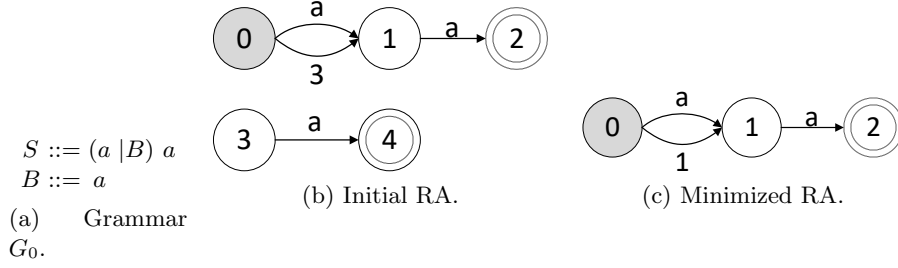 a
0
1
a
2
3
3
a
4
0
a
1
1
a
2
S ::= (a |B) a
B ::= a
(a) Grammar
G₀.
(b) Initial RA.
(c) Minimized RA.